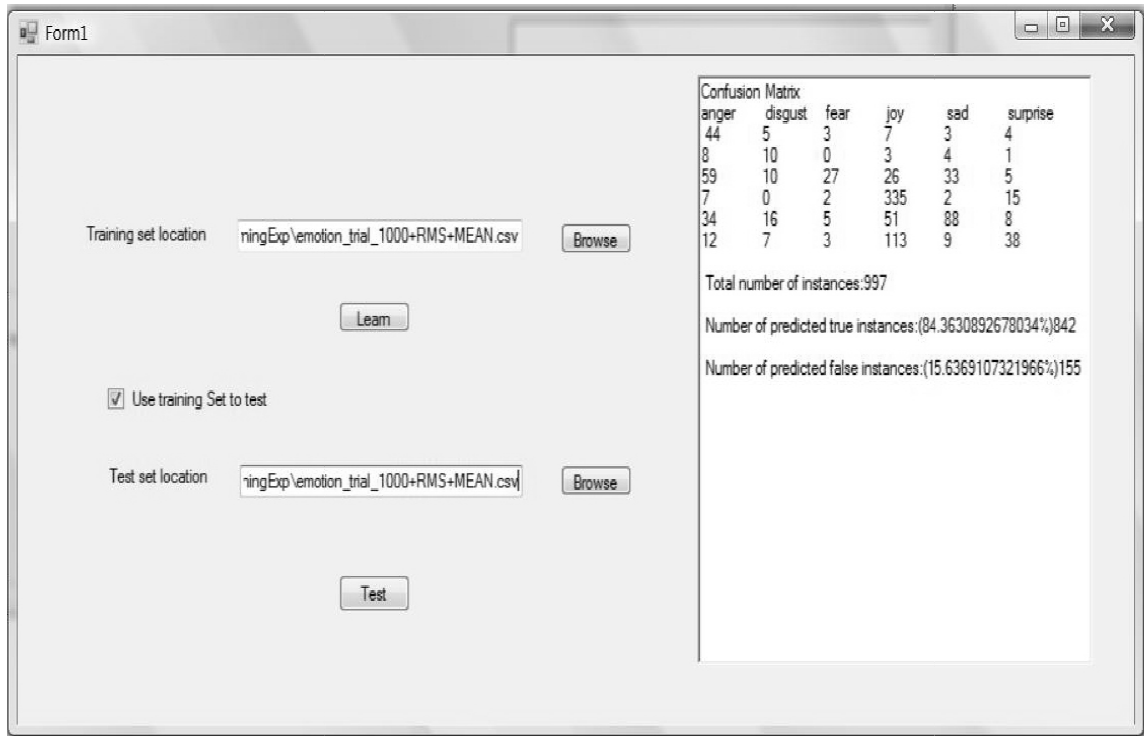 Form1
Confusion Matrix
anger disgust fear joy sad surprise
44 5 3 7 3 4
8 10 0 3 4 1
59 10 27 26 33 5
7 0 2 335 2 15
34 16 5 51 88 8
12 7 3 113 9 38
Total number of instances:997
Number of predicted true instances:(84.3630892678034%)842
Number of predicted false instances:(15.6369107321966%)155
Training set location
ningExp\emotion_trial_1000+RMS+MEAN.csv
Browse
Learn
Use training Set to test
Test set location
ningExp\emotion_trial_1000+RMS+MEAN.csv
Browse
Test